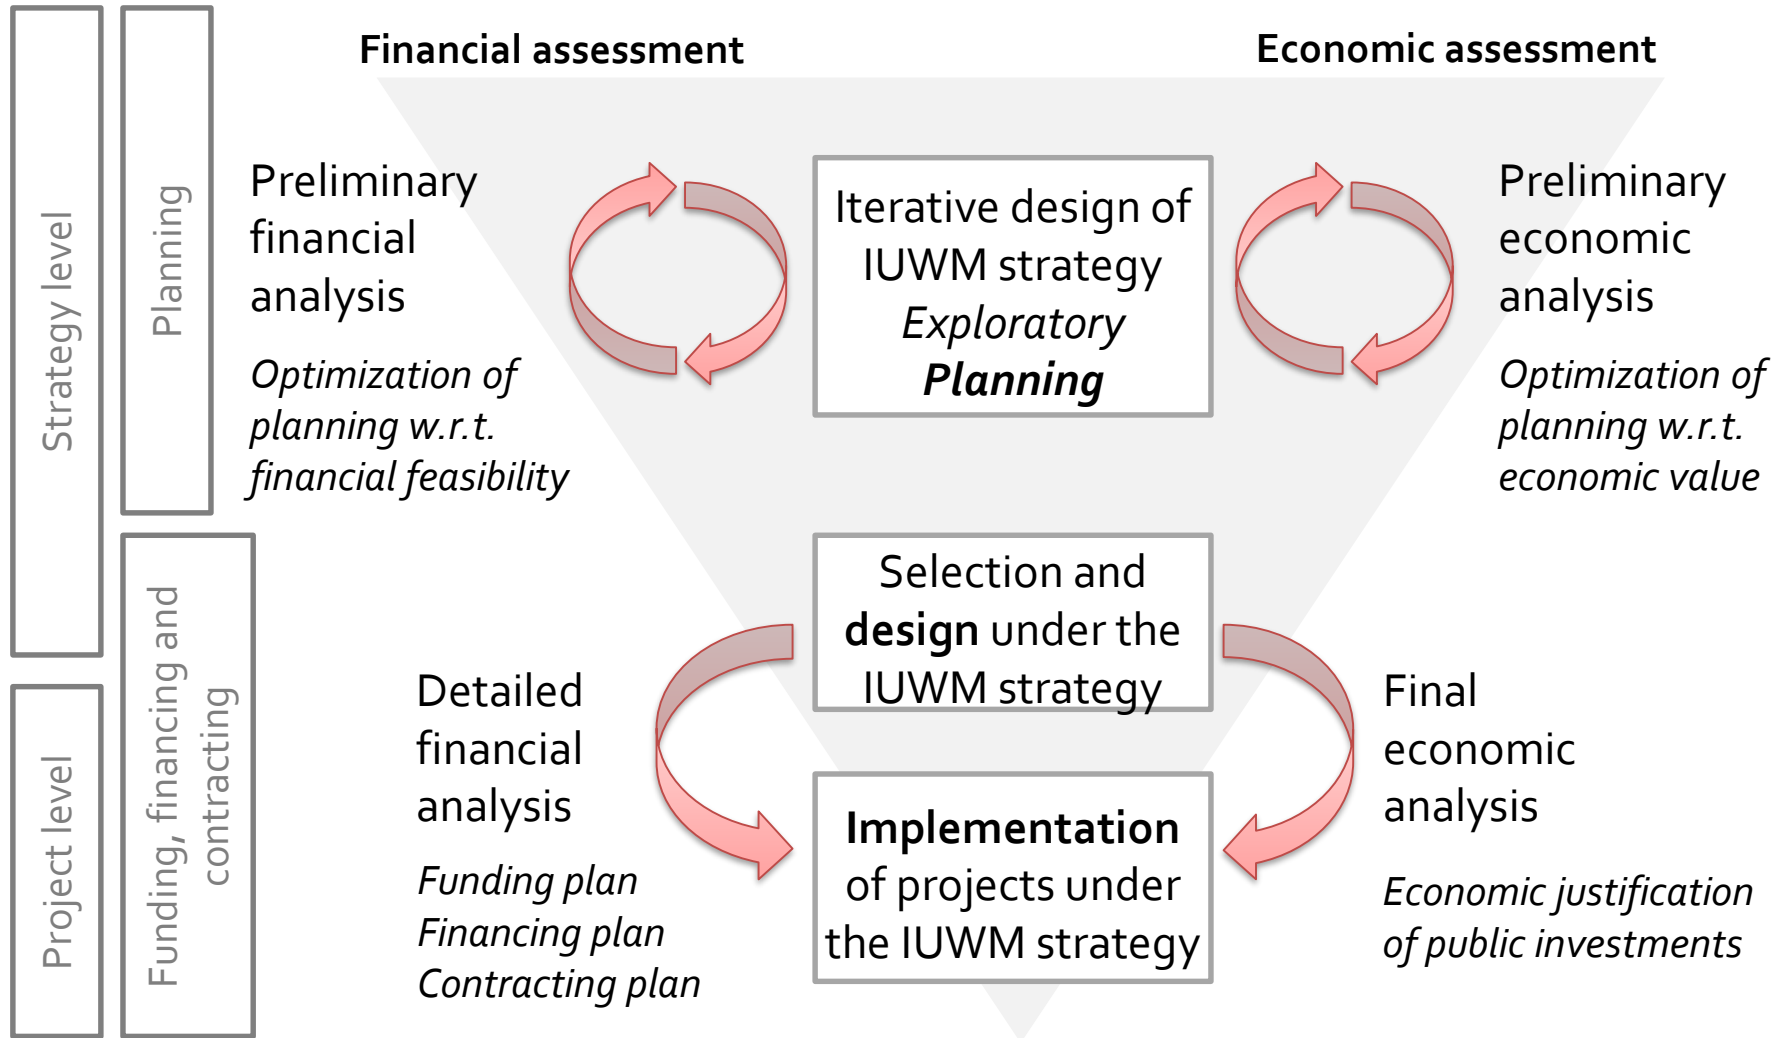 Financial assessment
Economic assessment
Strategy level
Planning
Preliminary
financial
analysis
Optimization of
planning w.r.t.
financial feasibility
Iterative design of
IUWM strategy
Exploratory
Planning
Preliminary
economic
analysis
Optimization of
planning w.r.t.
economic value
Project level
Funding, financing and
contracting
Selection and
design under the
IUWM strategy
Detailed
financial
analysis
Funding plan
Financing plan
Contracting plan
Implementation
of projects under
the IUWM strategy
Final
economic
analysis
Economic justification
of public investments